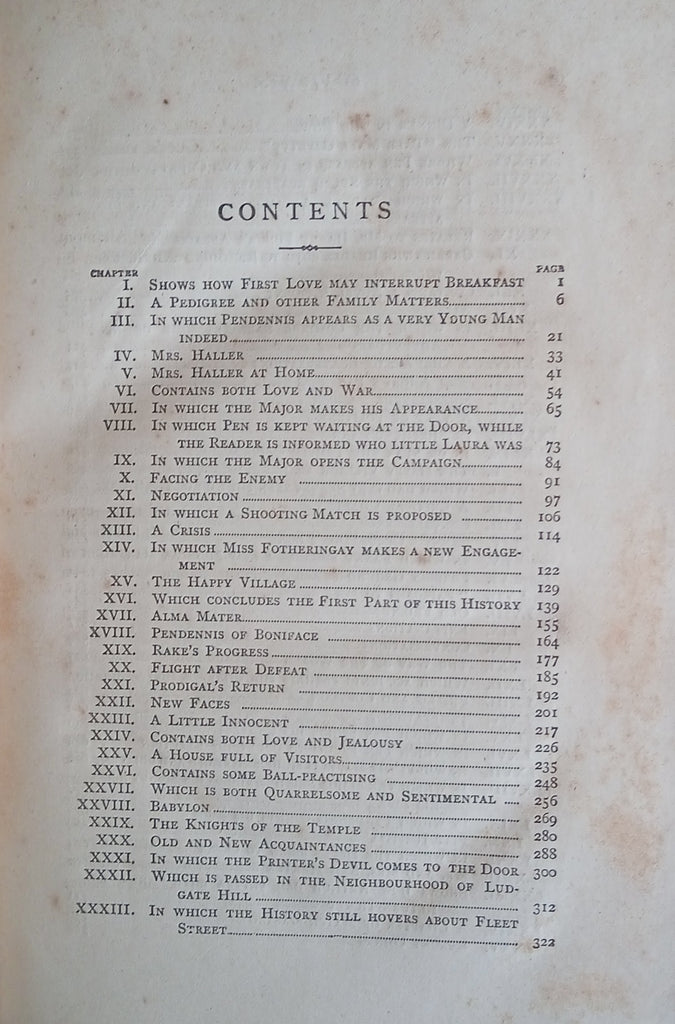 CONTENTS
CHAPTER PAGE
I. SHOWS HOW FIRST LOVE MAY INTERRUPT BREAKFAST 1
II. A PEDIGREE AND OTHER FAMILY MATTERS 6
III. IN WHICH PENDENNIS APPEARS AS A VERY YOUNG MAN
INDEED 21
IV. MRS. HALLER 33
V. MRS. HALLER AT HOME 41
VI. CONTAINS BOTH LOVE AND WAR 54
VII. IN WHICH THE MAJOR MAKES HIS APPEARANCE 65
VIII. IN WHICH PEN IS KEPT WAITING AT THE DOOR, WHILE
THE READER IS INFORMED WHO LITTLE LAURA WAS 73
IX. IN WHICH THE MAJOR OPENS THE CAMPAIGN 84
X. FACING THE ENEMY 91
XI. NEGOTIATION 97
XII. IN WHICH A SHOOTING MATCH IS PROPOSED 106
XIII. A CRISIS 114
XIV. IN WHICH MISS FOTHERINGAY MAKES A NEW ENGAGE-
MENT 122
XV. THE HAPPY VILLAGE 129
XVI. WHICH CONCLUDES THE FIRST PART OF THIS HISTORY 139
XVII. ALMA MATER 155
XVIII. PENDENNIS OF BONIFACE 164
XIX. RAKE'S PROGRESS 177
XX. FLIGHT AFTER DEFEAT 185
XXI. PRODIGAL'S RETURN 192
XXII. NEW FACES 201
XXIII. A LITTLE INNOCENT 217
XXIV. CONTAINS BOTH LOVE AND JEALOUSY 226
XXV. A HOUSE FULL OF VISITORS 235
XXVI. CONTAINS SOME BALL-PRACTISING 248
XXVII. WHICH IS BOTH QUARRELSOME AND SENTIMENTAL 256
XXVIII. BABYLON 269
XXIX. THE KNIGHTS OF THE TEMPLE 280
XXX. OLD AND NEW ACQUAINTANCES 288
XXXI. IN WHICH THE PRINTER'S DEVIL COMES TO THE DOOR 300
XXXII. WHICH IS PASSED IN THE NEIGHBOURHOOD OF LUD-
GATE HILL 312
XXXIII. IN WHICH THE HISTORY STILL HOVERS ABOUT FLEET
STREET 322